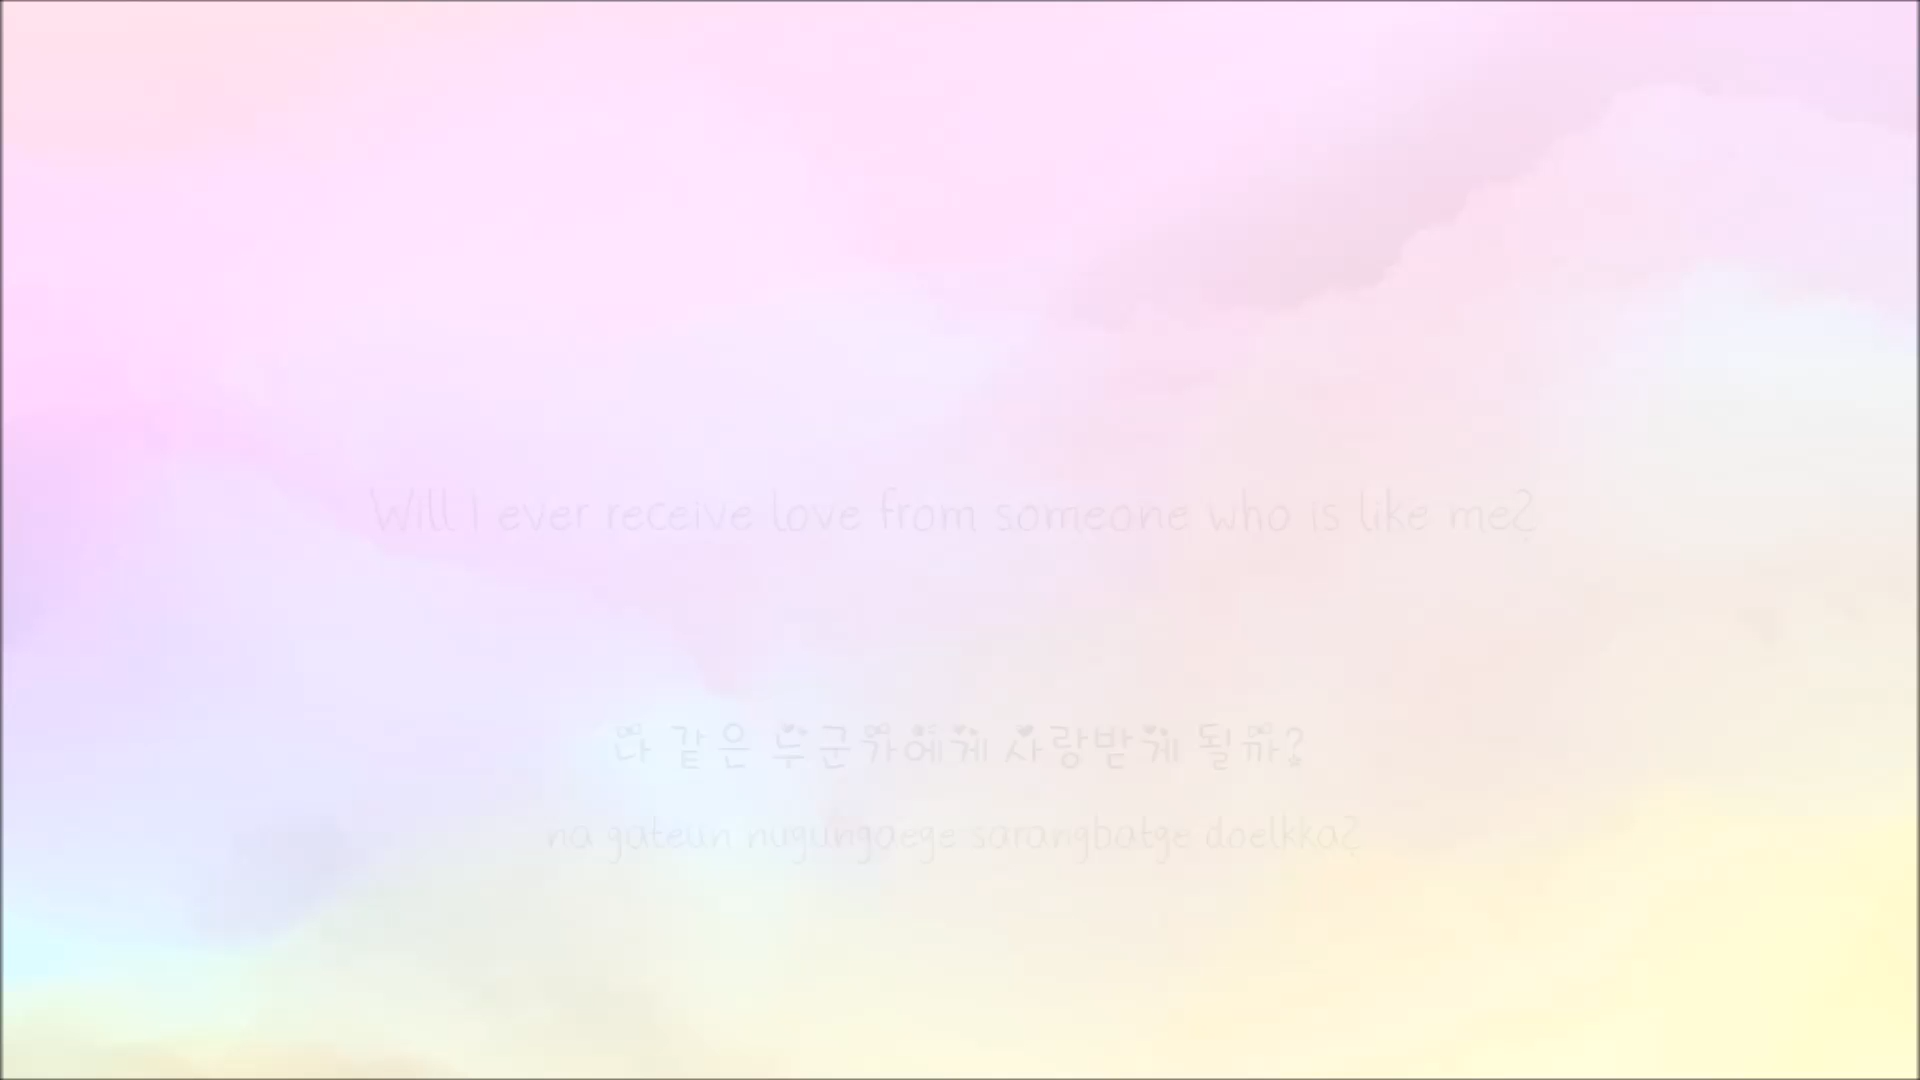 Will I ever receive love from someone who is like me?
나 같은 누군가에게 사랑받게 될까?
na gateun nugungaege sarangbatge doelkka?